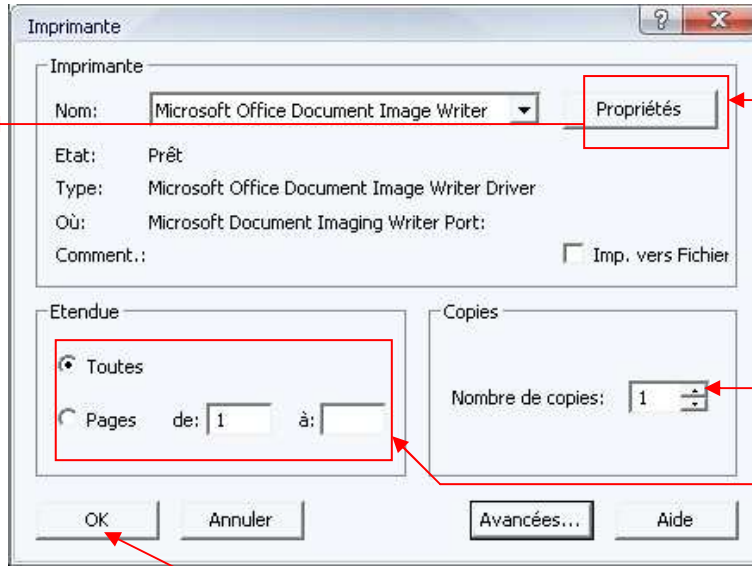 Imprimante
Imprimante
Nom: Microsoft Office Document Image Writer Propriétés
Etat: Prêt
Type: Microsoft Office Document Image Writer Driver
Où: Microsoft Document Imaging Writer Port:
Comment.: Imp. vers Fichier
Etendue Copies
Toutes
Nombre de copies: 1
Pages de: 1 à:
OK Annuler Avancées... Aide